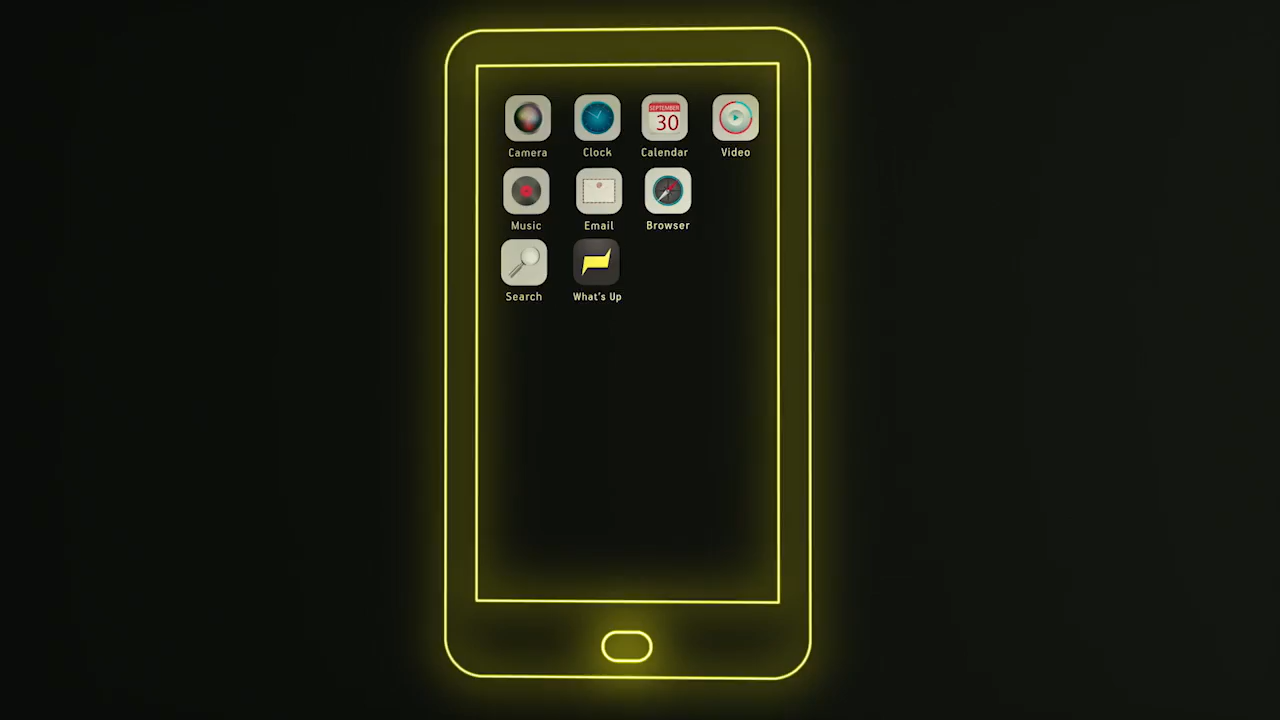 SEPTEMBER
30
Camera Clock Calendar Video
Music Email Browser
Search What's Up